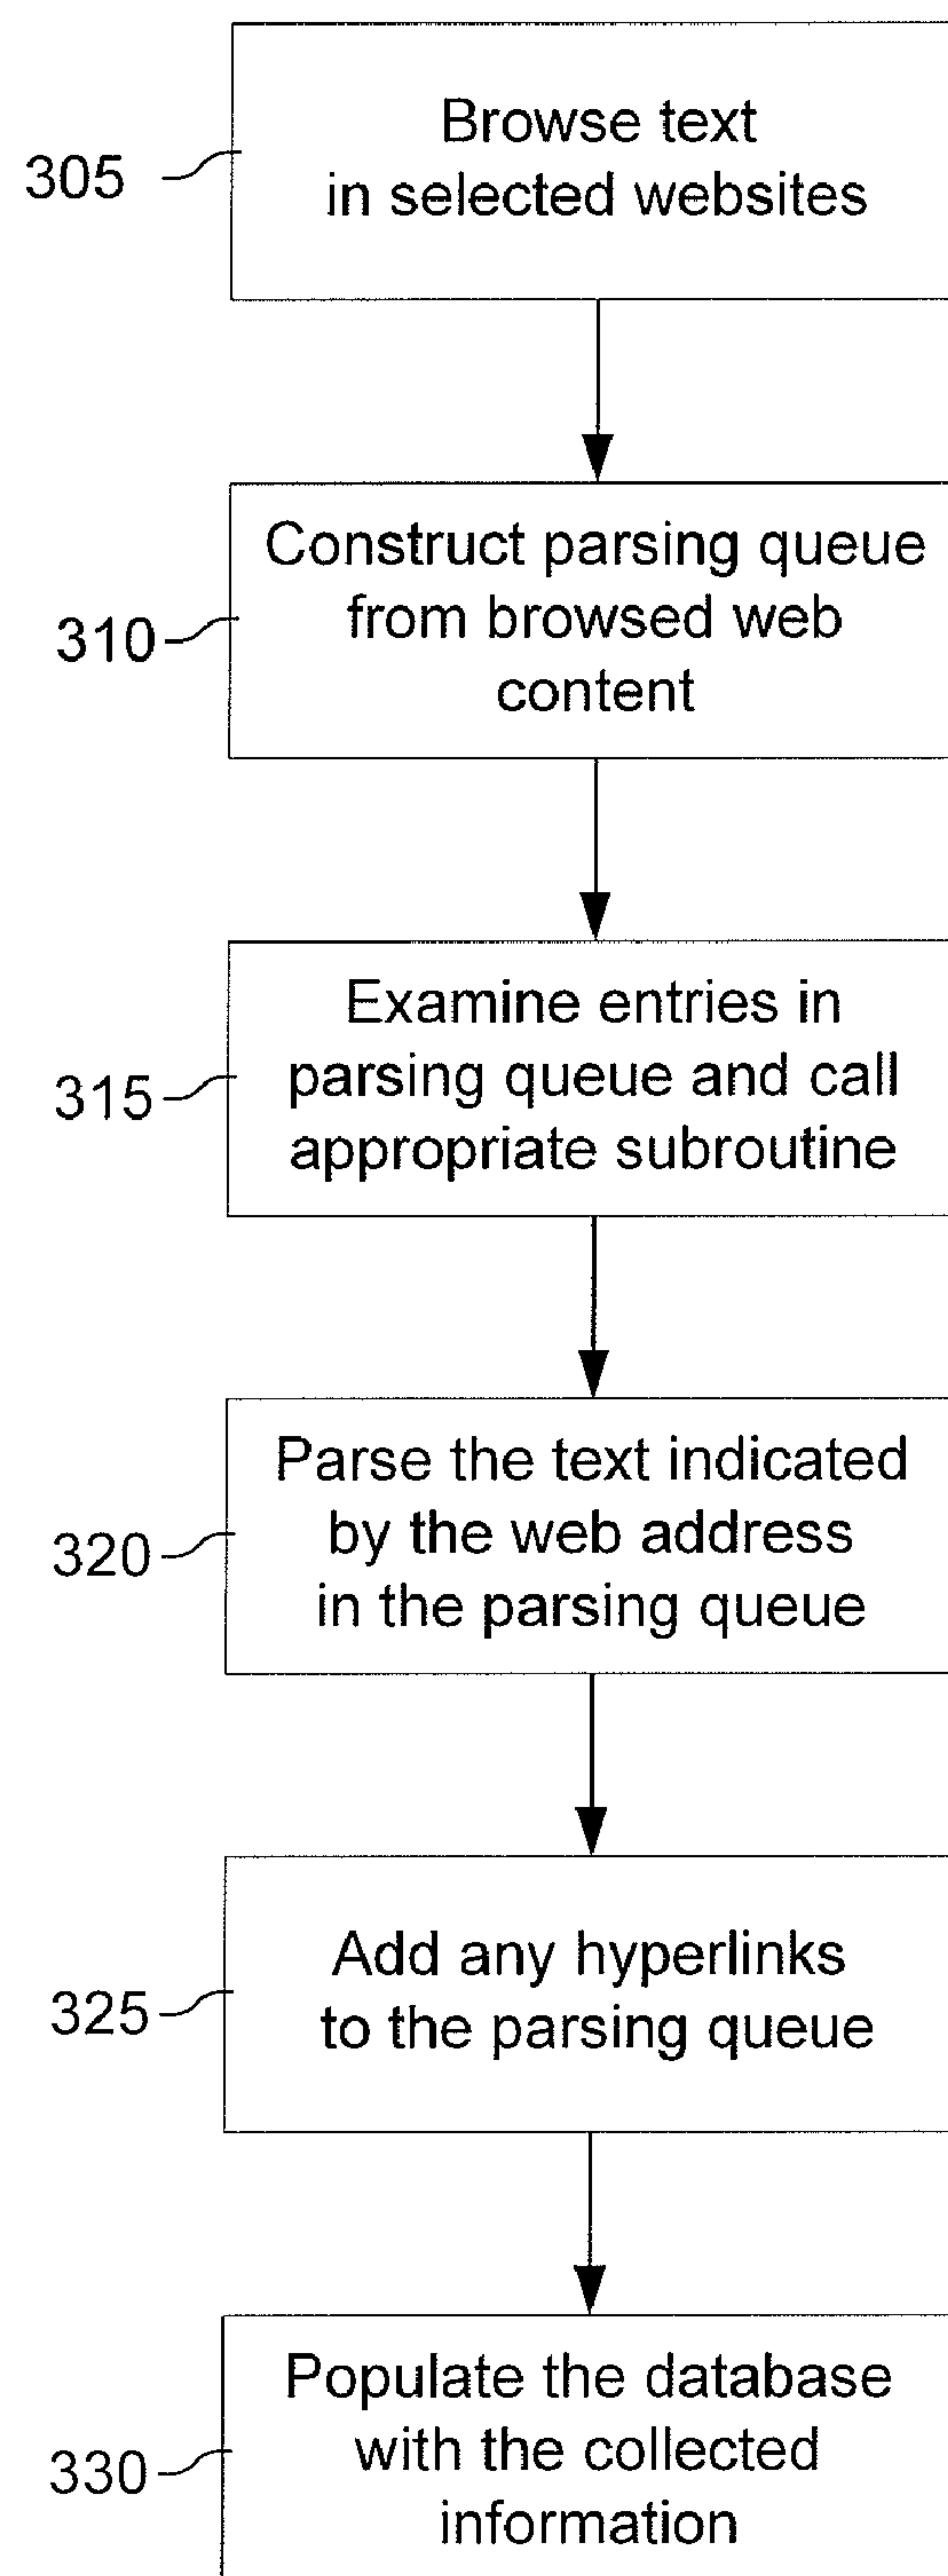 305
Browse text
in selected websites
310
Construct parsing queue
from browsed web
content
315
Examine entries in
parsing queue and call
appropriate subroutine
320
Parse the text indicated
by the web address
in the parsing queue
325
Add any hyperlinks
to the parsing queue
330
Populate the database
with the collected
information